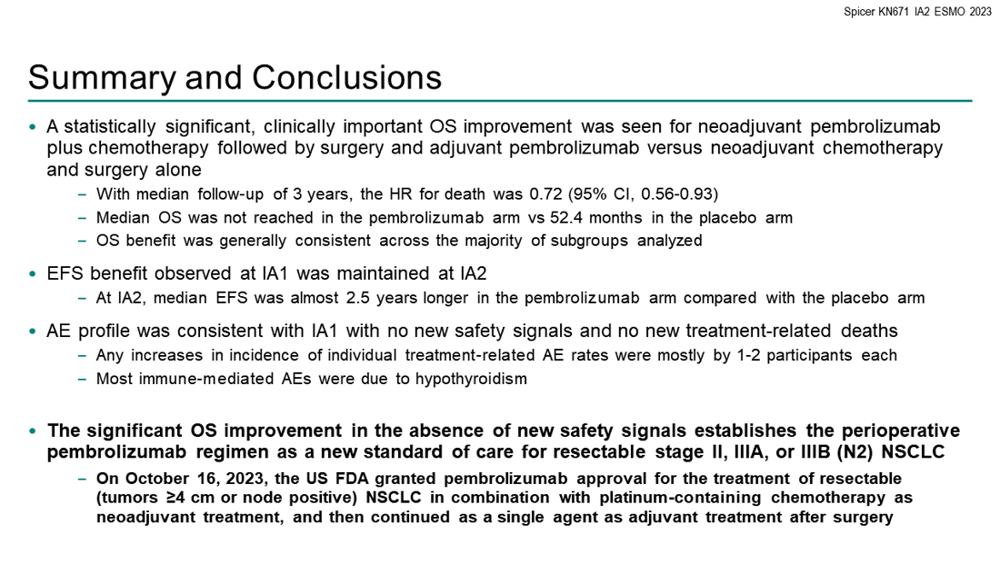 Spicer KN671 IA2 ESMO 2023
Summary and Conclusions
• A statistically significant, clinically important OS improvement was seen for neoadjuvant pembrolizumab
plus chemotherapy followed by surgery and adjuvant pembrolizumab versus neoadjuvant chemotherapy
and surgery alone
– With median follow-up of 3 years, the HR for death was 0.72 (95% CI, 0.56-0.93)
– Median OS was not reached in the pembrolizumab arm vs 52.4 months in the placebo arm
– OS benefit was generally consistent across the majority of subgroups analyzed
• EFS benefit observed at IA1 was maintained at IA2
– At IA2, median EFS was almost 2.5 years longer in the pembrolizumab arm compared with the placebo arm
• AE profile was consistent with IA1 with no new safety signals and no new treatment-related deaths
– Any increases in incidence of individual treatment-related AE rates were mostly by 1-2 participants each
– Most immune-mediated AEs were due to hypothyroidism
• The significant OS improvement in the absence of new safety signals establishes the perioperative
pembrolizumab regimen as a new standard of care for resectable stage II, IIIA, or IIIB (N2) NSCLC
– On October 16, 2023, the US FDA granted pembrolizumab approval for the treatment of resectable
(tumors ≥4 cm or node positive) NSCLC in combination with platinum-containing chemotherapy as
neoadjuvant treatment, and then continued as a single agent as adjuvant treatment after surgery